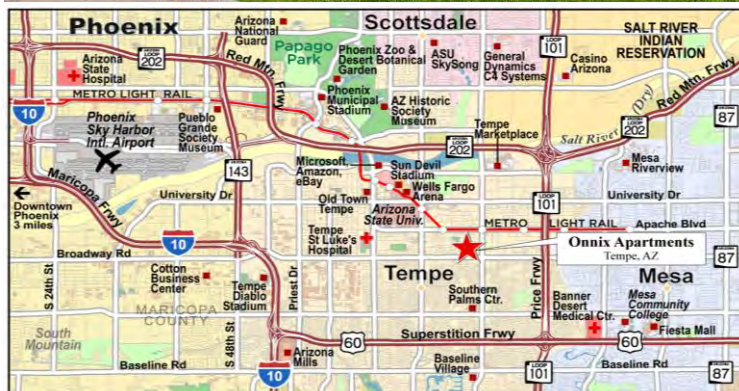 Phoenix
Arizona
National
Guard
Scottsdale
LOOP
101
SALT RIVER
INDIAN
RESERVATION
Arizona
State
Hospital
LOOP
202
Red Mtn. Frwy
Papago
Park
Phoenix Zoo &
Desert Botanical
Garden
ASU
SkySong
General
Dynamics
C4 Systems
Casino
Arizona
Red Mtn. Frwy
10
METRO LIGHT RAIL
Phoenix
Municipal
Stadium
AZ Historic
Society
Museum
Tempe
Marketplace
LOOP
202
(Dry)
87
Phoenix
Sky Harbor
Intl. Airport
Pueblo
Grande
Society
Museum
Salt River
143
Microsoft,
Amazon,
eBay
Sun Devil
Stadium
202
Mesa
Riverview
Maricopa Frwy
University Dr
Wells Fargo
Arena
LOOP
101
University Dr
Downtown
Phoenix
3 miles
Old Town
Tempe
Arizona
State Univ.
METRO LIGHT RAIL
Apache Blvd
10
Tempe
St Luke's
Hospital
Onnix Apartments
Tempe, AZ
Broadway Rd
Broadway Rd
87
S 24th St
Cotton
Business
Center
Tempe
Diablo
Stadium
Priest Dr
Tempe
Southern
Palms Ctr.
Price Frwy
Banner
Desert
Medical Ctr.
Mesa
Mesa
Community
College
Fiesta Mall
MARICOPA
COUNTY
S 48th St
60
Superstition Frwy
60
South
Mountain
Baseline Rd
10
Arizona
Mills
Baseline
Village
LOOP
101
Baseline Rd
87